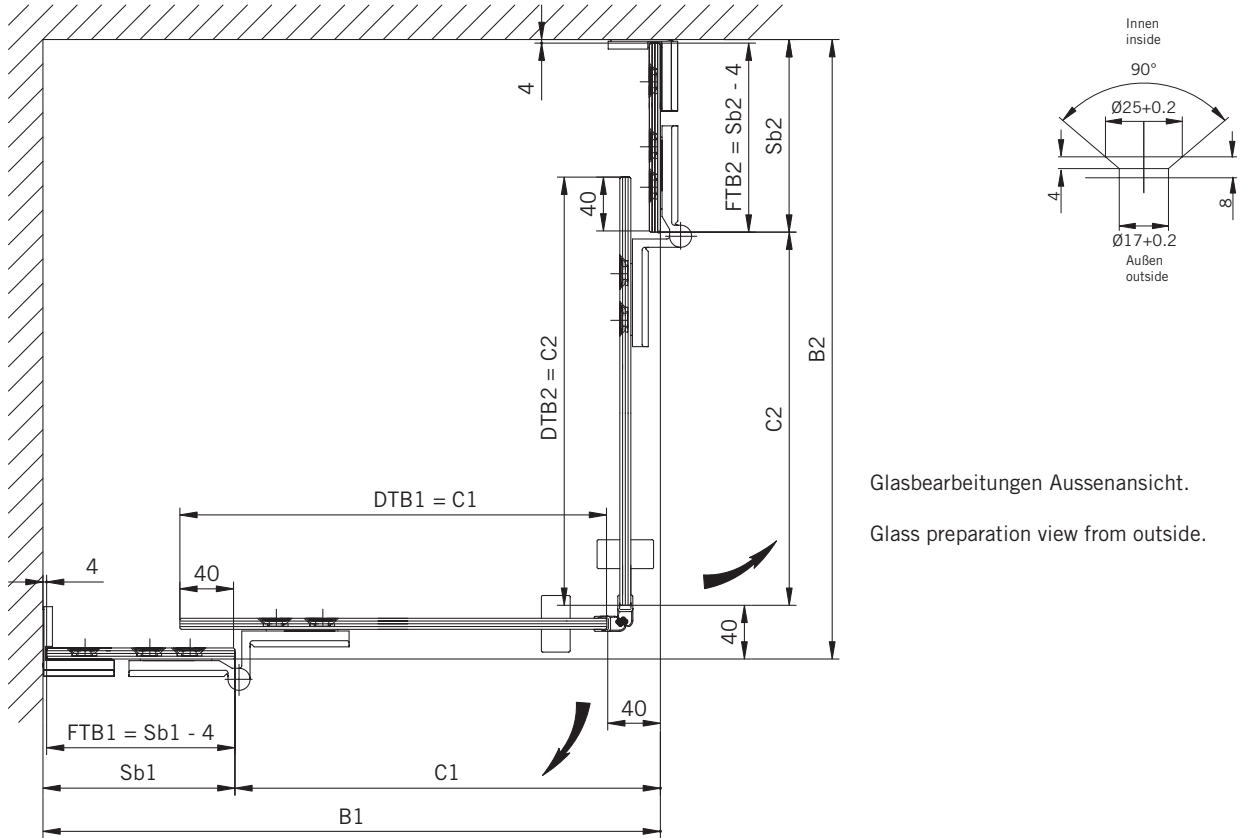 Innen
inside
90°
Ø25+0.2
4
8
Ø17+0.2
Außen
outside
4
FTB2 = Sb2 - 4
Sb2
40
DTB2 = C2
C2
B2
Glasbearbeitungen Aussenansicht.
Glass preparation view from outside.
DTB1 = C1
4
40
40
40
FTB1 = Sb1 - 4
Sb1
C1
B1